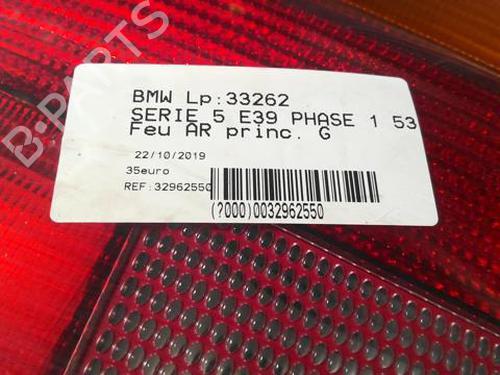 B-PARTS
BMW Lp:33262
SERIE 5 E39 PHASE 1 53
Feu AR princ. G
22/10/2019
35euro
REF:32962550
(?000)0032962550